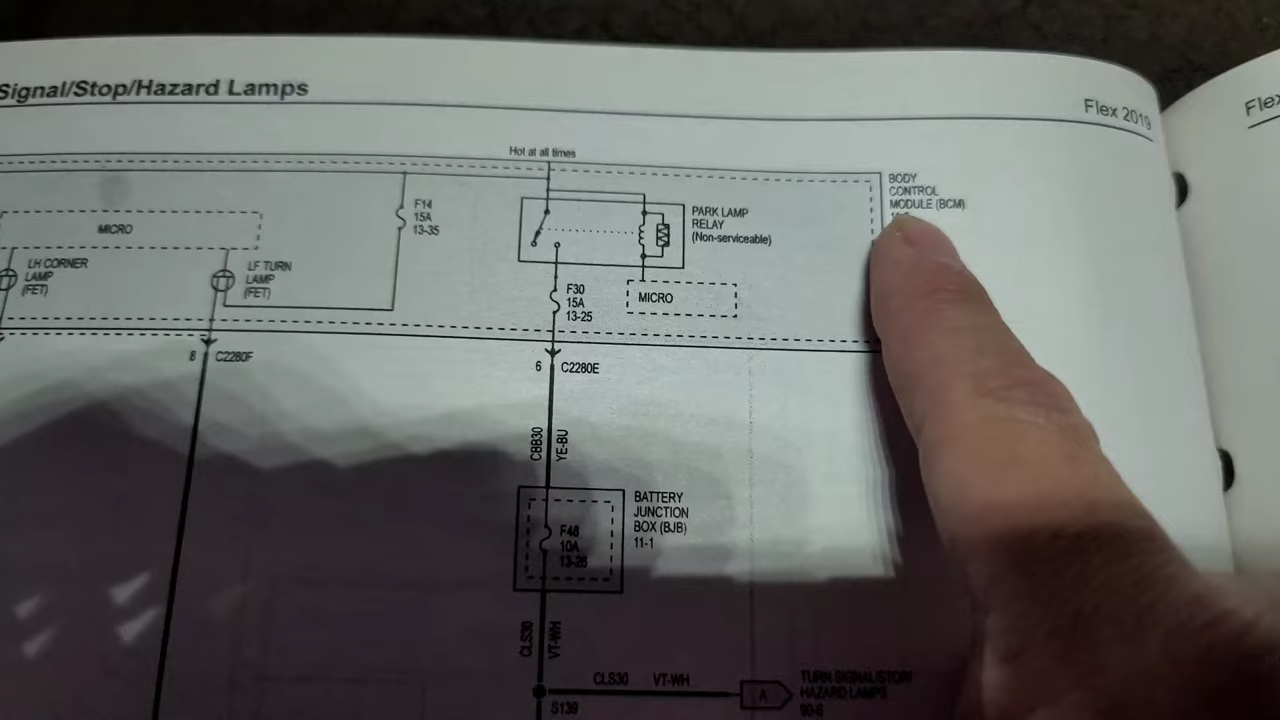 Signal/Stop/Hazard Lamps
Flex 2019
Flex
Hot at all times
BODY
CONTROL
MODULE (BCM)
F14
15A
13-35
PARK LAMP
RELAY
(Non-serviceable)
MICRO
LH CORNER
LAMP
(FET)
LF TURN
LAMP
(FET)
F30
15A
13-25
MICRO
8 C2280F
6 C2280E
CBB30
YE-BU
BATTERY
JUNCTION
BOX (BJB)
11-1
F48
10A
13-25
CLS30
VT-WH
CLS30 VT-WH
A
TURN SIGNAL/STOP/
HAZARD LAMPS
90-6
S139